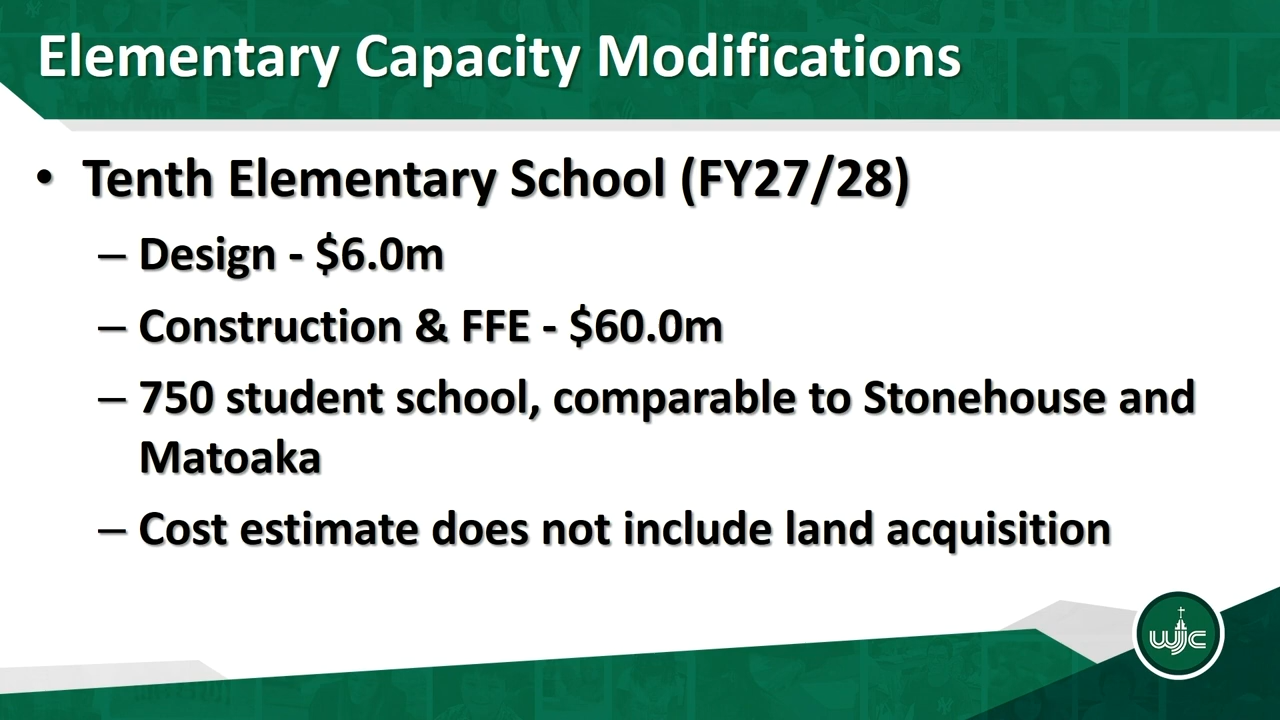 Elementary Capacity Modifications
• Tenth Elementary School (FY27/28)
– Design - $6.0m
– Construction & FFE - $60.0m
– 750 student school, comparable to Stonehouse and
Matoaka
– Cost estimate does not include land acquisition
WJC